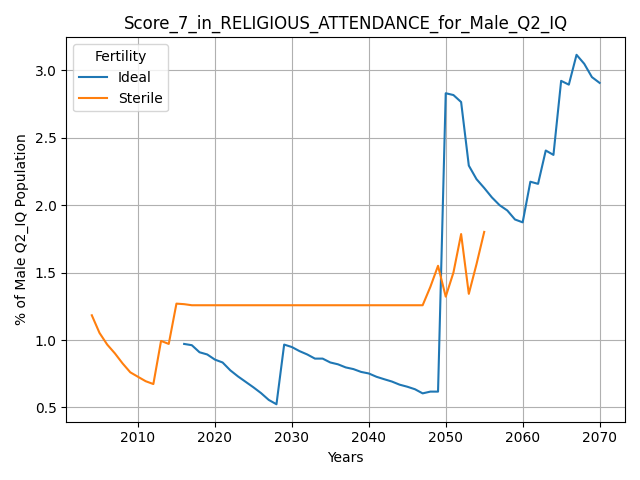 Score_7_in_RELIGIOUS_ATTENDANCE_for_Male_Q2_IQ
Fertility
Ideal
Sterile
% of Male Q2_IQ Population
3.0
2.5
2.0
1.5
1.0
0.5
2010 2020 2030 2040 2050 2060 2070
Years